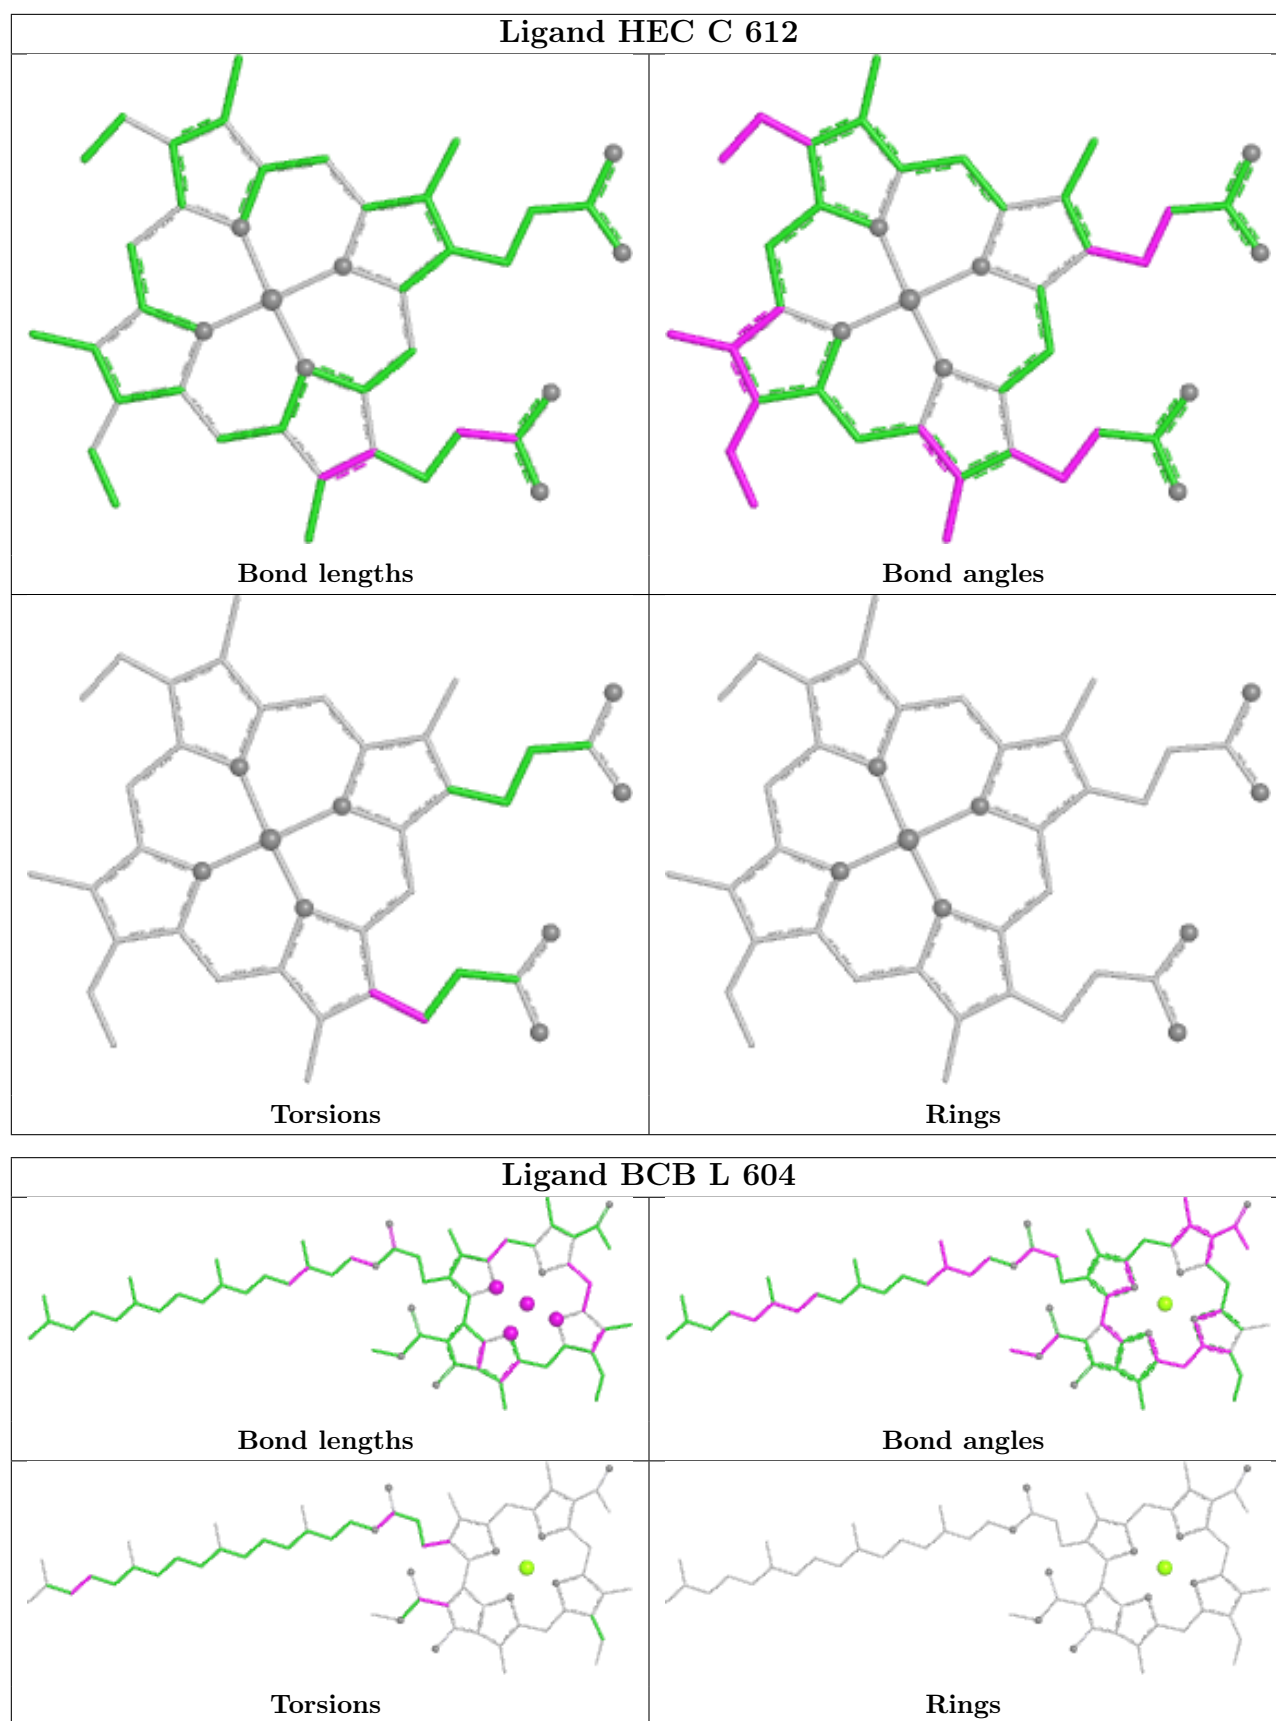 Ligand HEC C 612
Bond lengths
Bond angles
Torsions
Rings
Ligand BCB L 604
Bond lengths
Bond angles
Torsions
Rings